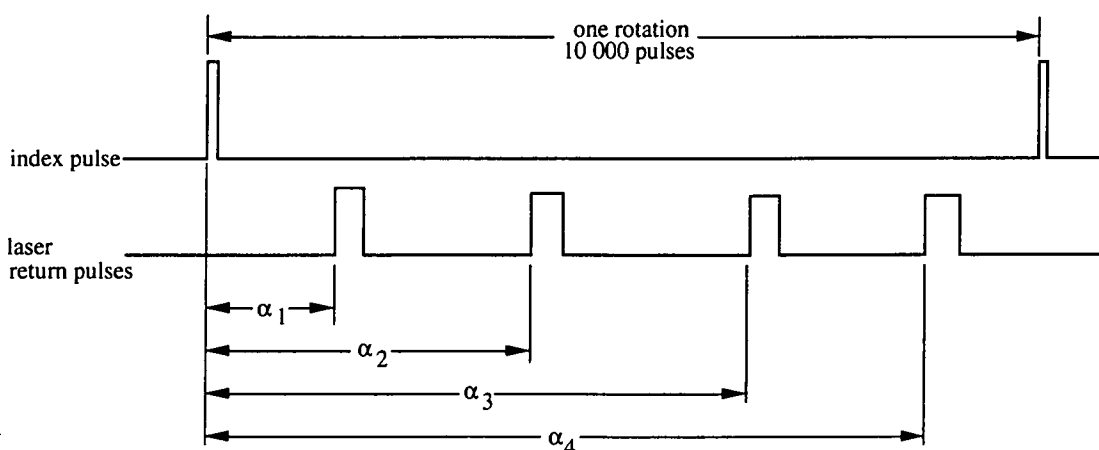 one rotation
10 000 pulses
index pulse
laser
return pulses
α1
α2
α3
α4